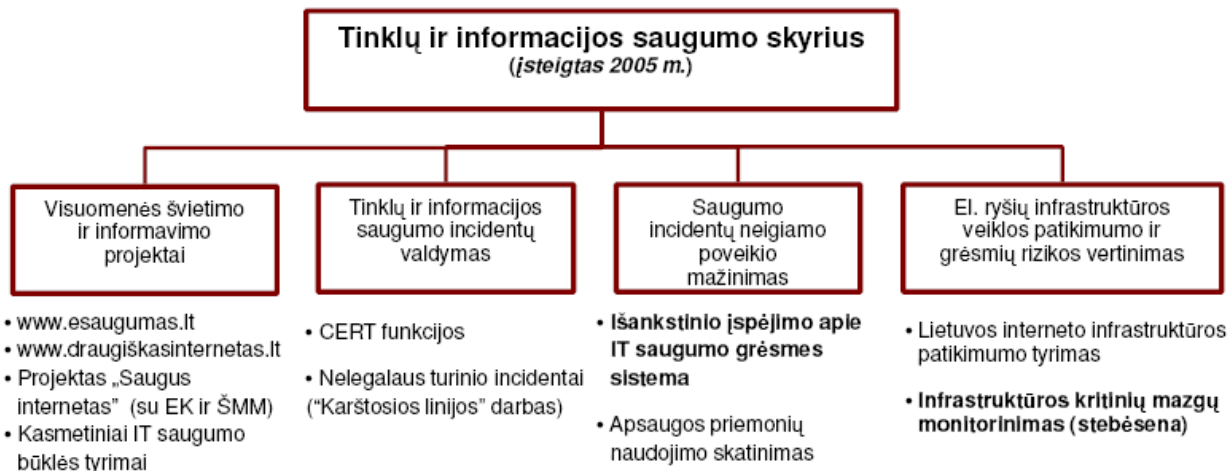 Tinklų ir informacijos saugumo skyrius
(įsteigtas 2005 m.)
Visuomenės švietimo
ir informavimo
projektai
• www.esaugumas.lt
• www.draugiškasinternetas.lt
• Projektas „Saugus
internetas” (su EK ir ŠMM)
• Kasmetiniai IT saugumo
būklės tyrimai
Tinklų ir informacijos
saugumo incidentų
valdymas
• CERT funkcijos
• Nelegalaus turinio incidentai
(“Karštosios linijos” darbas)
Saugumo
incidentų neigiamo
poveikio
mažinimas
• Išankstinio įspėjimo apie
IT saugumo grėsmes
sistema
• Apsaugos priemonių
naudojimo skatinimas
El. ryšių infrastruktūros
veiklos patikimumo ir
grėsmių rizikos vertinimas
• Lietuvos interneto infrastruktūros
patikimumo tyrimas
• Infrastruktūros kritinių mazgų
monitorinimas (stebėsena)